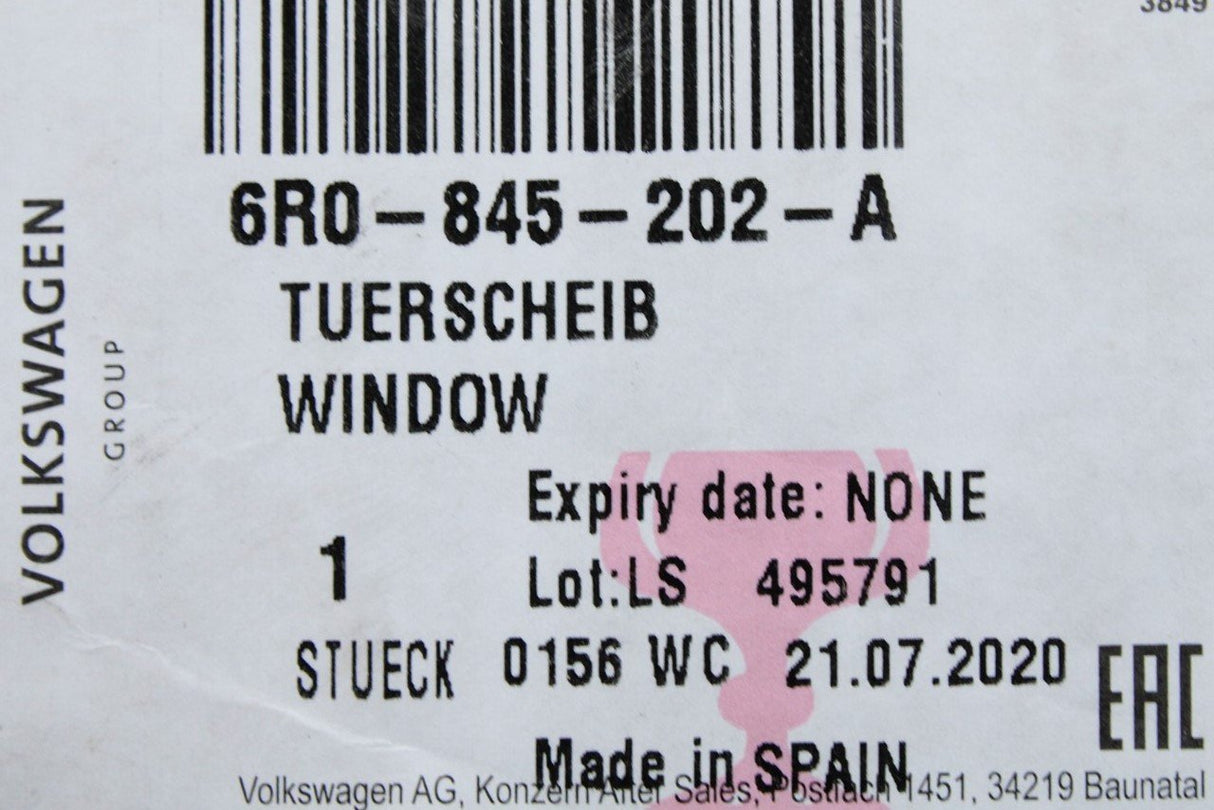 3849
6R0-845-202-A
TUERSCHEIB
WINDOW
VOLKSWAGEN
GROUP
Expiry date: NONE
1
Lot:LS 495791
STUECK 0156 WC 21.07.2020
EAC
Made in SPAIN
Volkswagen AG, Konzern After Sales, Postfach 1451, 34219 Baunatal